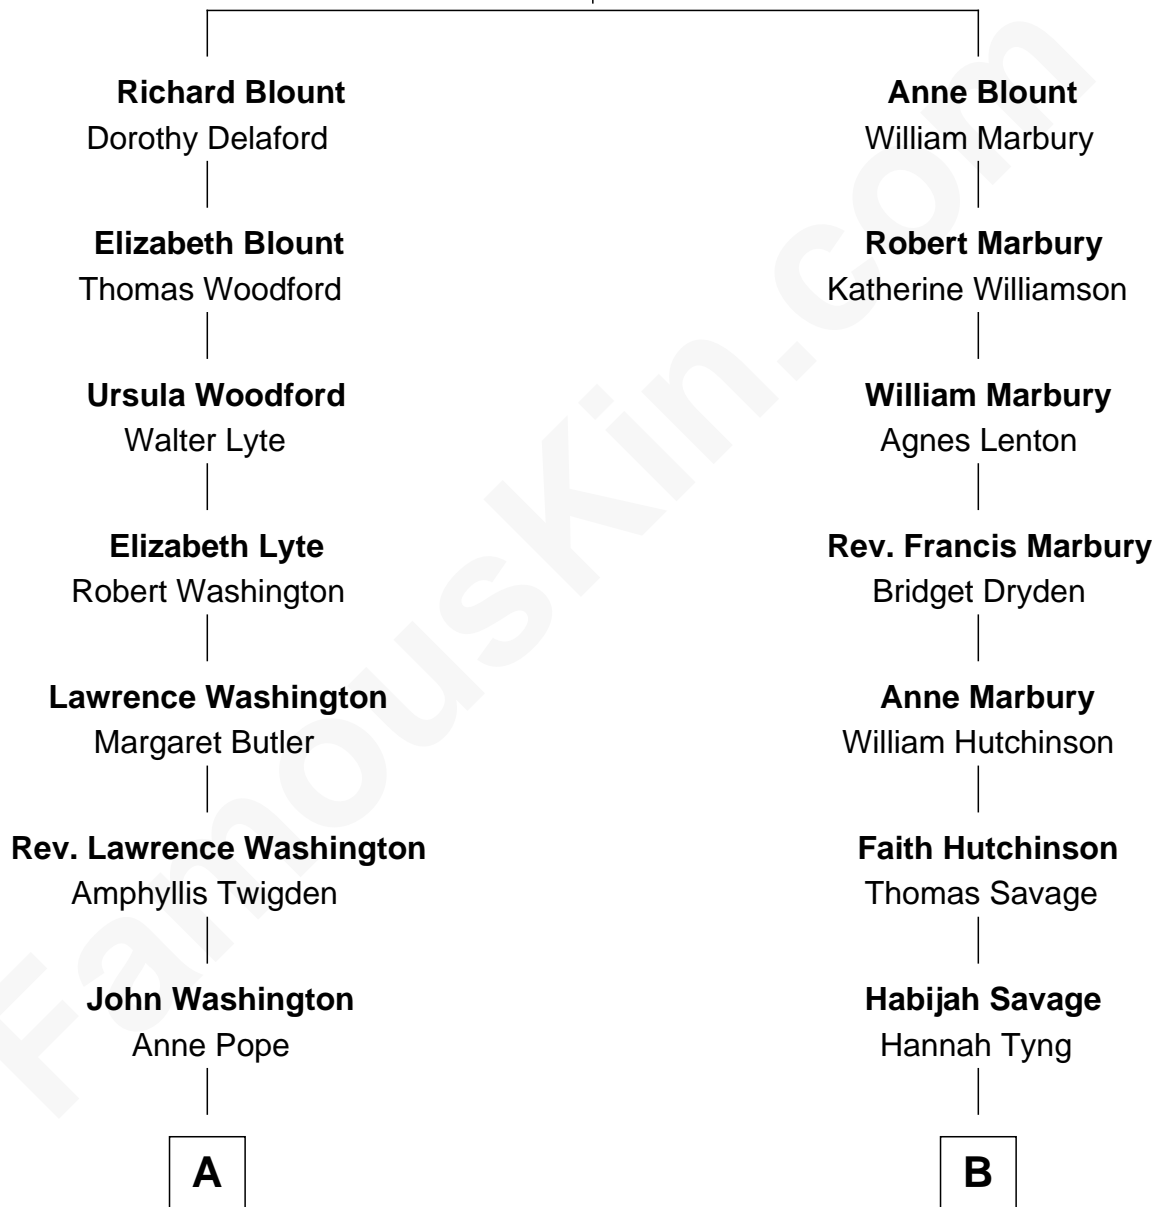 Richard Blount
Dorothy Delaford
Elizabeth Blount
Thomas Woodford
Ursula Woodford
Walter Lyte
Elizabeth Lyte
Robert Washington
Lawrence Washington
Margaret Butler
Rev. Lawrence Washington
Amphyllis Twigden
John Washington
Anne Pope
A
Anne Blount
William Marbury
Robert Marbury
Katherine Williamson
William Marbury
Agnes Lenton
Rev. Francis Marbury
Bridget Dryden
Anne Marbury
William Hutchinson
Faith Hutchinson
Thomas Savage
Habijah Savage
Hannah Tyng
B
FamousKin.com